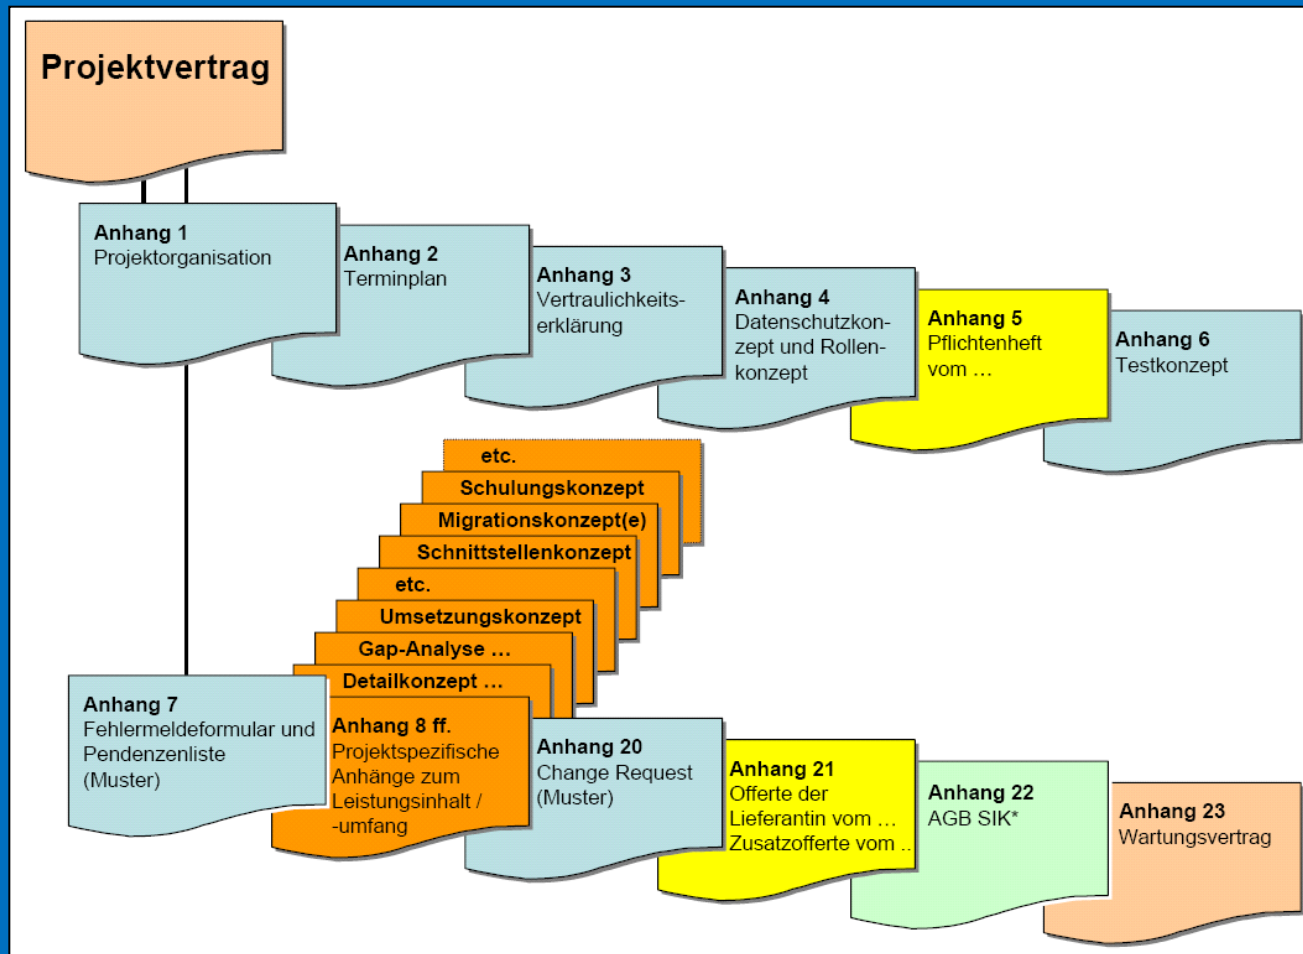 Projektvertrag
Anhang 1
Projektorganisation
Anhang 2
Terminplan
Anhang 3
Vertraulichkeits-
erklärung
Anhang 4
Datenschutzkon-
zept und Rollen-
konzept
Anhang 5
Pflichtenheft
vom …
Anhang 6
Testkonzept
etc.
Schulungskonzept
Migrationskonzept(e)
Schnittstellenkonzept
etc.
Umsetzungskonzept
Gap-Analyse …
Detailkonzept …
Anhang 7
Fehlermeldeformular und
Pendenzenliste
(Muster)
Anhang 8 ff.
Projektspezifische
Anhänge zum
Leistungsinhalt /
-umfang
Anhang 20
Change Request
(Muster)
Anhang 21
Offerte der
Lieferantin vom …
Zusatzofferte vom ..
Anhang 22
AGB SIK*
Anhang 23
Wartungsvertrag